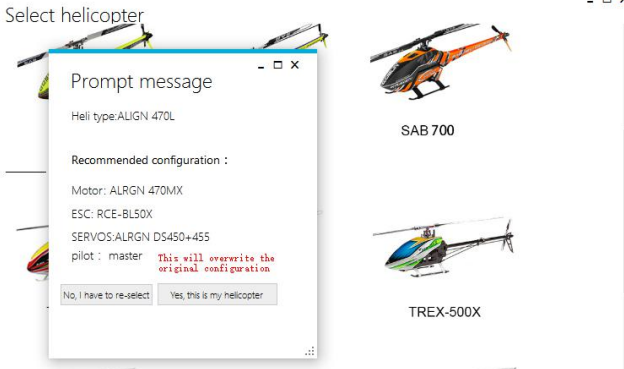 Select helicopter
Prompt message
Heli type:ALIGN 470L
Recommended configuration：
Motor: ALRGN 470MX
ESC: RCE-BL50X
SERVOS:ALRGN DS450+455
pilot： master
This will overwrite the
original configuration
No, I have to re-select
Yes, this is my helicopter
SAB 700
TREX-500X